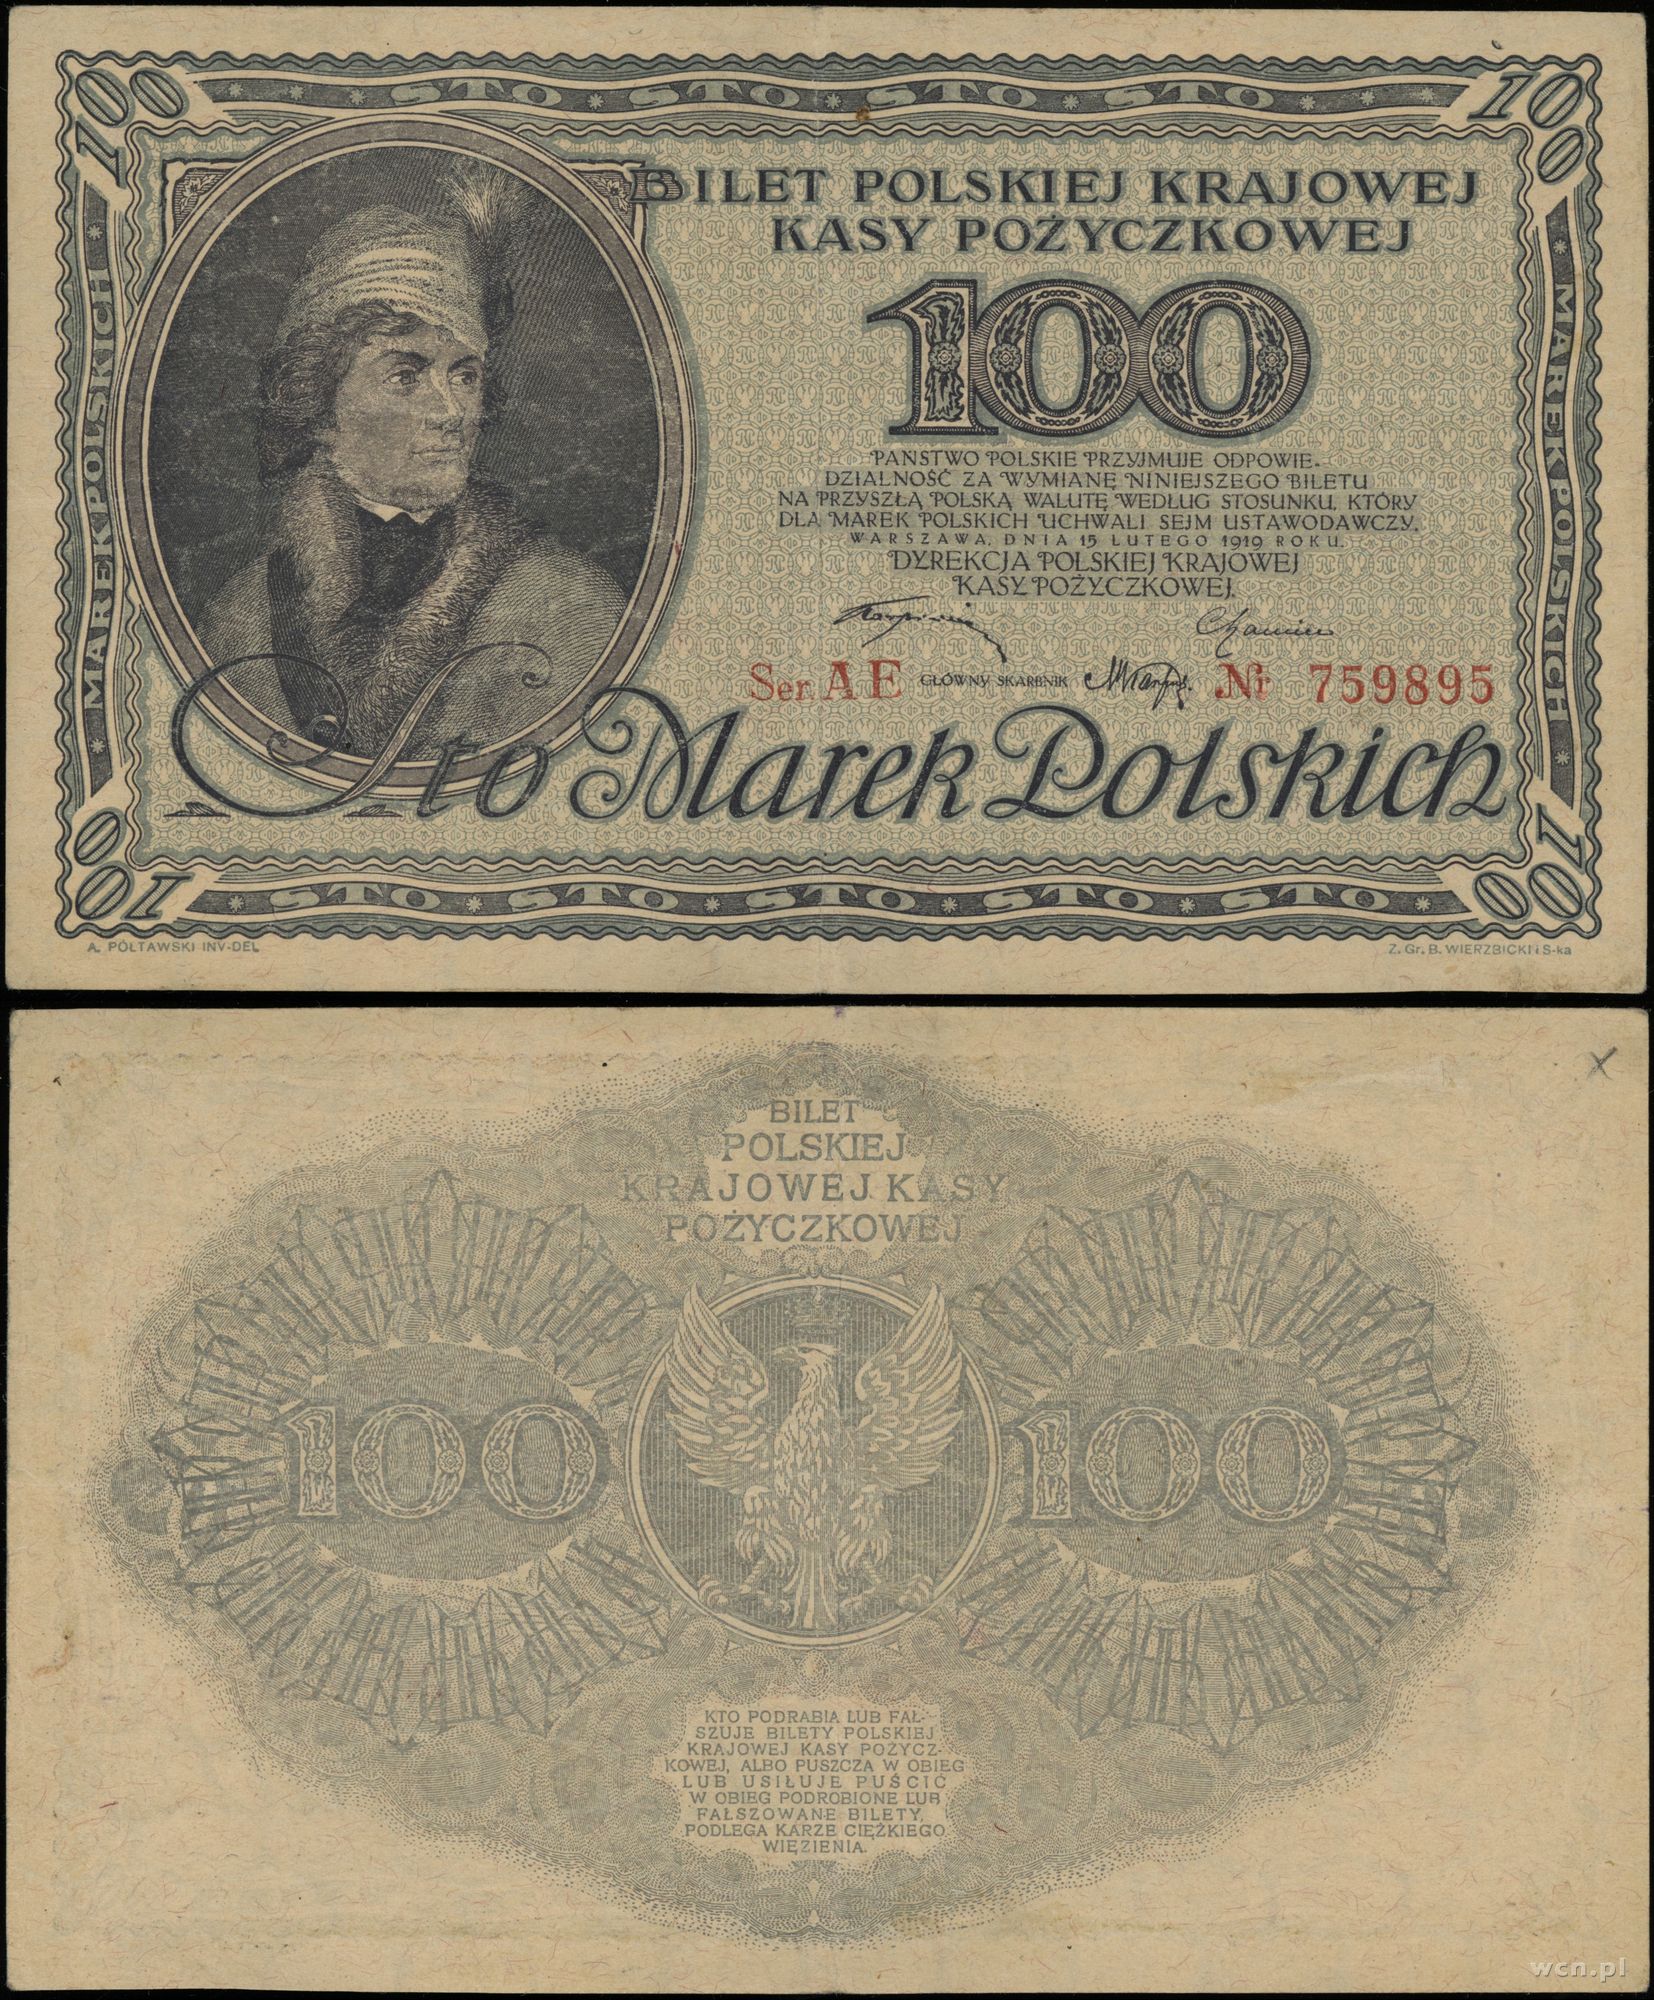 100 STO * STO * STO * STO 100
MAREK POLSKICH
MAREK POLSKICH
BILET POLSKIEJ KRAJOWEJ
KASY POŻYCZKOWEJ
100
PAŃSTWO POLSKIE PRZYJMUJE ODPOWIE-
DZIALNOŚĆ ZA WYMIANĘ NINIEJSZEGO BILETU
NA PRZYSZŁĄ POLSKĄ WALUTĘ WEDŁUG STOSUNKU, KTÓRY
DLA MAREK POLSKICH UCHWALI SEJM USTAWODAWCZY.
WARSZAWA, DNIA 15 LUTEGO 1919 ROKU.
DYREKCJA POLSKIEJ KRAJOWEJ
KASY POŻYCZKOWEJ.
Ser. AE GŁÓWNY SKARBNIK Nr 759895
Sto Marek Polskich
100 STO * STO * STO * STO * STO 100
A. PÓŁTAWSKI INV-DEL Z. Gr. B. WIERZBICKI i S-ka
BILET
POLSKIEJ
KRAJOWEJ KASY
POŻYCZKOWEJ
100 100
KTO PODRABIA LUB FAŁ-
SZUJE BILETY POLSKIEJ
KRAJOWEJ KASY POŻYCZ-
KOWEJ, ALBO PUSZCZA W OBIEG
LUB USIŁUJE PUŚCIĆ
W OBIEG PODROBIONE LUB
FAŁSZOWANE BILETY,
PODLEGA KARZE CIĘŻKIEGO
WIĘZIENIA.
wcn.pl